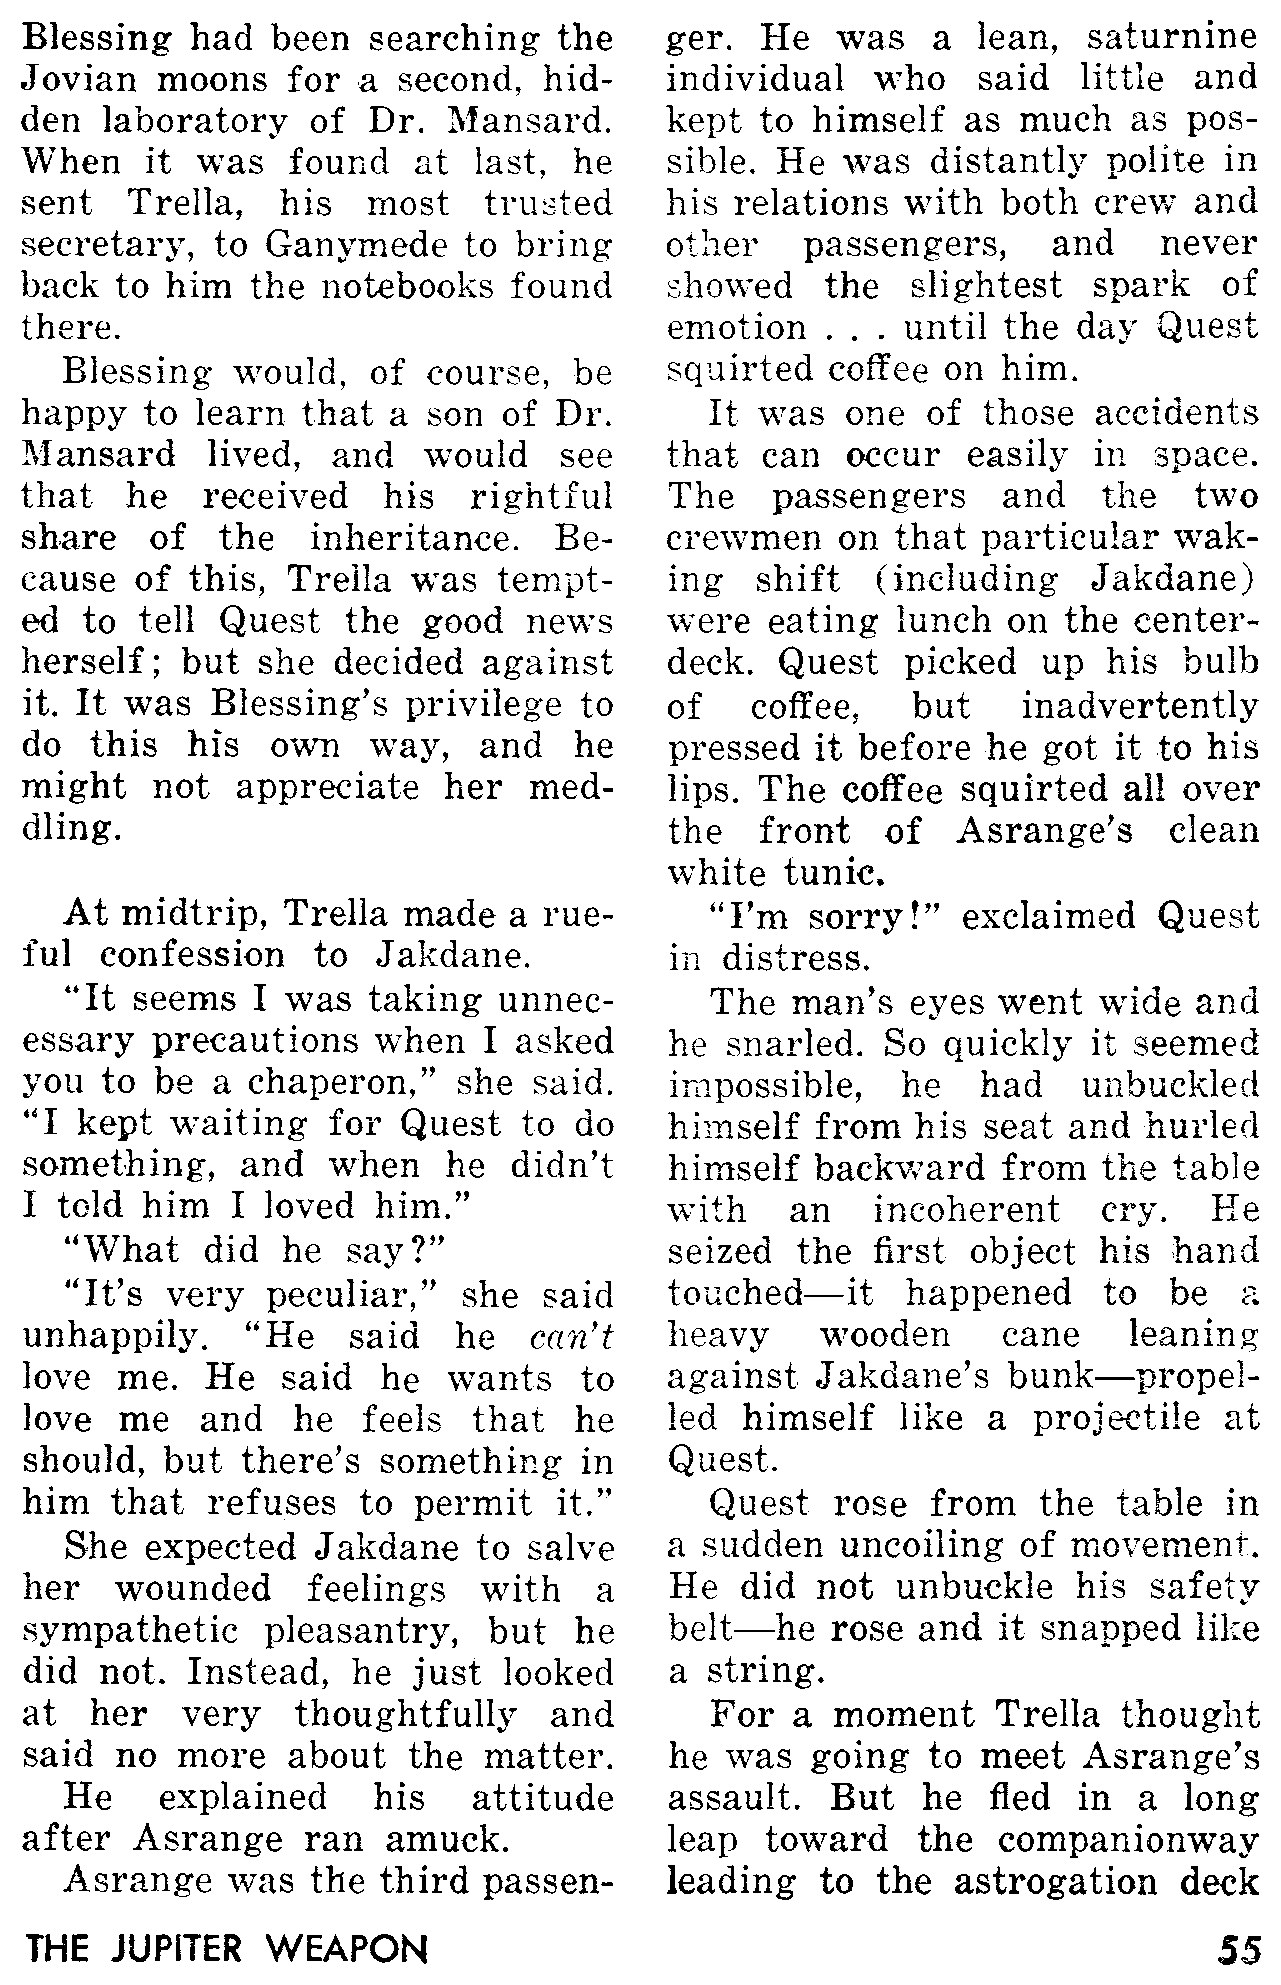 Blessing had been searching the
Jovian moons for a second, hid-
den laboratory of Dr. Mansard.
When it was found at last, he
sent Trella, his most trusted
secretary, to Ganymede to bring
back to him the notebooks found
there.
Blessing would, of course, be
happy to learn that a son of Dr.
Mansard lived, and would see
that he received his rightful
share of the inheritance. Be-
cause of this, Trella was tempt-
ed to tell Quest the good news
herself; but she decided against
it. It was Blessing's privilege to
do this his own way, and he
might not appreciate her med-
dling.
At midtrip, Trella made a rue-
ful confession to Jakdane.
“It seems I was taking unnec-
essary precautions when I asked
you to be a chaperon,” she said.
“I kept waiting for Quest to do
something, and when he didn't
I told him I loved him.”
“What did he say?”
“It's very peculiar,” she said
unhappily. “He said he can't
love me. He said he wants to
love me and he feels that he
should, but there's something in
him that refuses to permit it.”
She expected Jakdane to salve
her wounded feelings with a
sympathetic pleasantry, but he
did not. Instead, he just looked
at her very thoughtfully and
said no more about the matter.
He explained his attitude
after Asrange ran amuck.
Asrange was the third passen-
ger. He was a lean, saturnine
individual who said little and
kept to himself as much as pos-
sible. He was distantly polite in
his relations with both crew and
other passengers, and never
showed the slightest spark of
emotion . . . until the day Quest
squirted coffee on him.
It was one of those accidents
that can occur easily in space.
The passengers and the two
crewmen on that particular wak-
ing shift (including Jakdane)
were eating lunch on the center-
deck. Quest picked up his bulb
of coffee, but inadvertently
pressed it before he got it to his
lips. The coffee squirted all over
the front of Asrange's clean
white tunic.
“I'm sorry!” exclaimed Quest
in distress.
The man's eyes went wide and
he snarled. So quickly it seemed
impossible, he had unbuckled
himself from his seat and hurled
himself backward from the table
with an incoherent cry. He
seized the first object his hand
touched—it happened to be a
heavy wooden cane leaning
against Jakdane's bunk—propel-
led himself like a projectile at
Quest.
Quest rose from the table in
a sudden uncoiling of movement.
He did not unbuckle his safety
belt—he rose and it snapped like
a string.
For a moment Trella thought
he was going to meet Asrange's
assault. But he fled in a long
leap toward the companionway
leading to the astrogation deck
THE JUPITER WEAPON
55